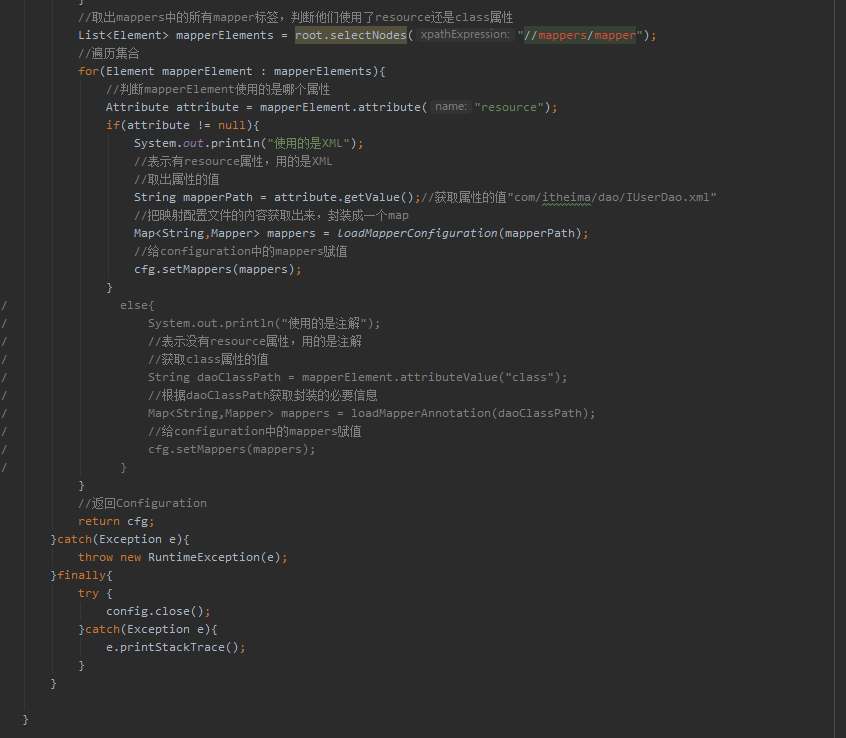 }
//取出mappers中的所有mapper标签，判断他们使用了resource还是class属性
List<Element> mapperElements = root.selectNodes( xpathExpression: "//mappers/mapper");
//遍历集合
for(Element mapperElement : mapperElements){
//判断mapperElement使用的是哪个属性
Attribute attribute = mapperElement.attribute( name: "resource");
if(attribute != null){
System.out.println("使用的是XML");
//表示有resource属性，用的是XML
//取出属性的值
String mapperPath = attribute.getValue();//获取属性的值"com/itheima/dao/IUserDao.xml"
//把映射配置文件的内容获取出来，封装成一个map
Map<String,Mapper> mappers = loadMapperConfiguration(mapperPath);
//给configuration中的mappers赋值
cfg.setMappers(mappers);
}
/ else{
/ System.out.println("使用的是注解");
/ //表示没有resource属性，用的是注解
/ //获取class属性的值
/ String daoClassPath = mapperElement.attributeValue("class");
/ //根据daoClassPath获取封装的必要信息
/ Map<String,Mapper> mappers = loadMapperAnnotation(daoClassPath);
/ //给configuration中的mappers赋值
/ cfg.setMappers(mappers);
/ }
}
//返回Configuration
return cfg;
}catch(Exception e){
throw new RuntimeException(e);
}finally{
try {
config.close();
}catch(Exception e){
e.printStackTrace();
}
}
}